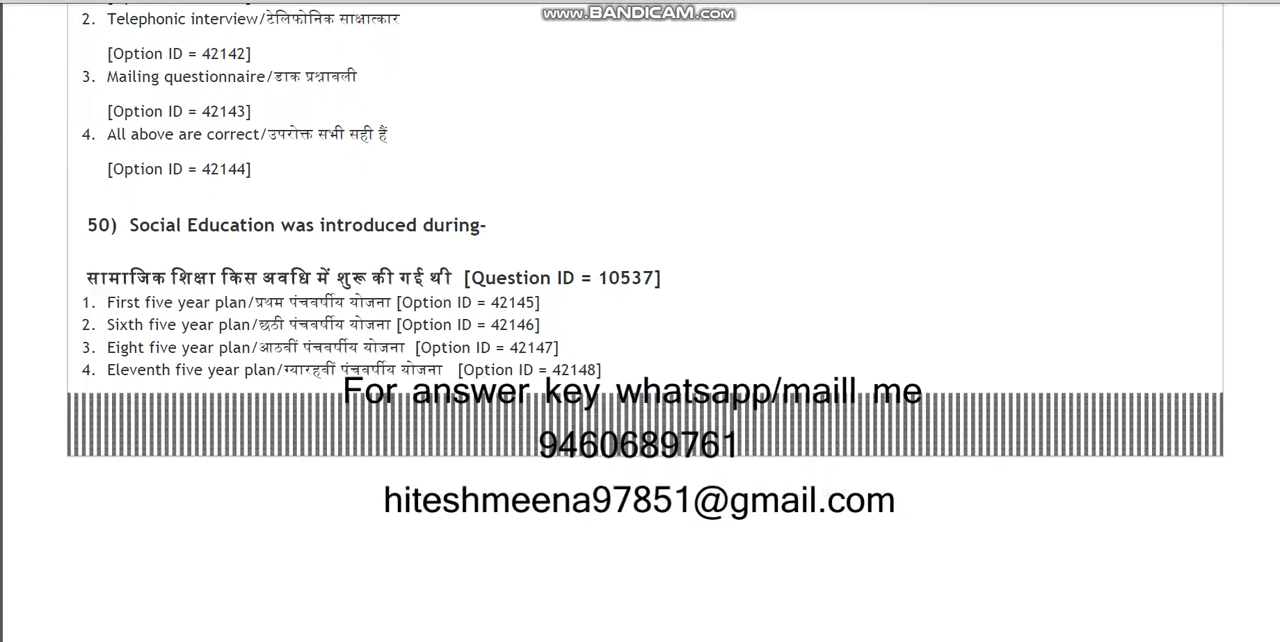 www.BANDICAM.com
2. Telephonic interview/टेलिफोनिक साक्षात्कार
[Option ID = 42142]
3. Mailing questionnaire/डाक प्रश्नावली
[Option ID = 42143]
4. All above are correct/उपरोक्त सभी सही हैं
[Option ID = 42144]
50) Social Education was introduced during-
सामाजिक शिक्षा किस अवधि में शुरू की गई थी [Question ID = 10537]
1. First five year plan/प्रथम पंचवर्षीय योजना [Option ID = 42145]
2. Sixth five year plan/छठी पंचवर्षीय योजना [Option ID = 42146]
3. Eight five year plan/आठवीं पंचवर्षीय योजना [Option ID = 42147]
4. Eleventh five year plan/ग्यारहवीं पंचवर्षीय योजना [Option ID = 42148]
For answer key whatsapp/maill me
9460689761
hiteshmeena97851@gmail.com